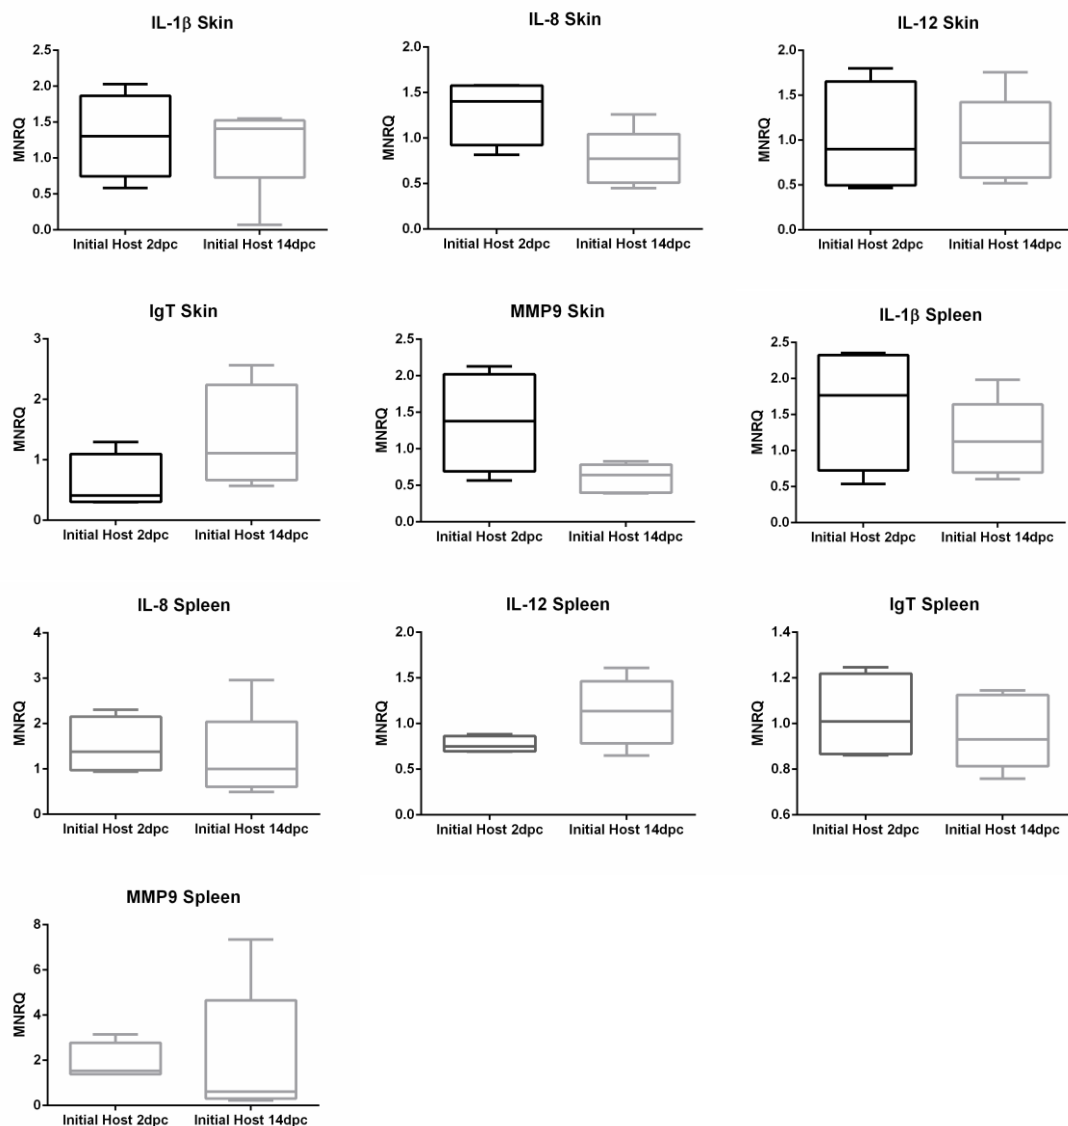 IL-1β Skin
MNRQ
2.5
2.0
1.5
1.0
0.5
0.0
Initial Host 2dpc Initial Host 14dpc
IL-8 Skin
MNRQ
2.0
1.5
1.0
0.5
0.0
Initial Host 2dpc Initial Host 14dpc
IL-12 Skin
MNRQ
2.0
1.5
1.0
0.5
0.0
Initial Host 2dpc Initial Host 14dpc
IgT Skin
MNRQ
3
2
1
0
Initial Host 2dpc Initial Host 14dpc
MMP9 Skin
MNRQ
2.5
2.0
1.5
1.0
0.5
0.0
Initial Host 2dpc Initial Host 14dpc
IL-1β Spleen
MNRQ
2.5
2.0
1.5
1.0
0.5
0.0
Initial Host 2dpc Initial Host 14dpc
IL-8 Spleen
MNRQ
4
3
2
1
0
Initial Host 2dpc Initial Host 14dpc
IL-12 Spleen
MNRQ
2.0
1.5
1.0
0.5
0.0
Initial Host 2dpc Initial Host 14dpc
IgT Spleen
MNRQ
1.4
1.2
1.0
0.8
0.6
Initial Host 2dpc Initial Host 14dpc
MMP9 Spleen
MNRQ
8
6
4
2
0
Initial Host 2dpc Initial Host 14dpc